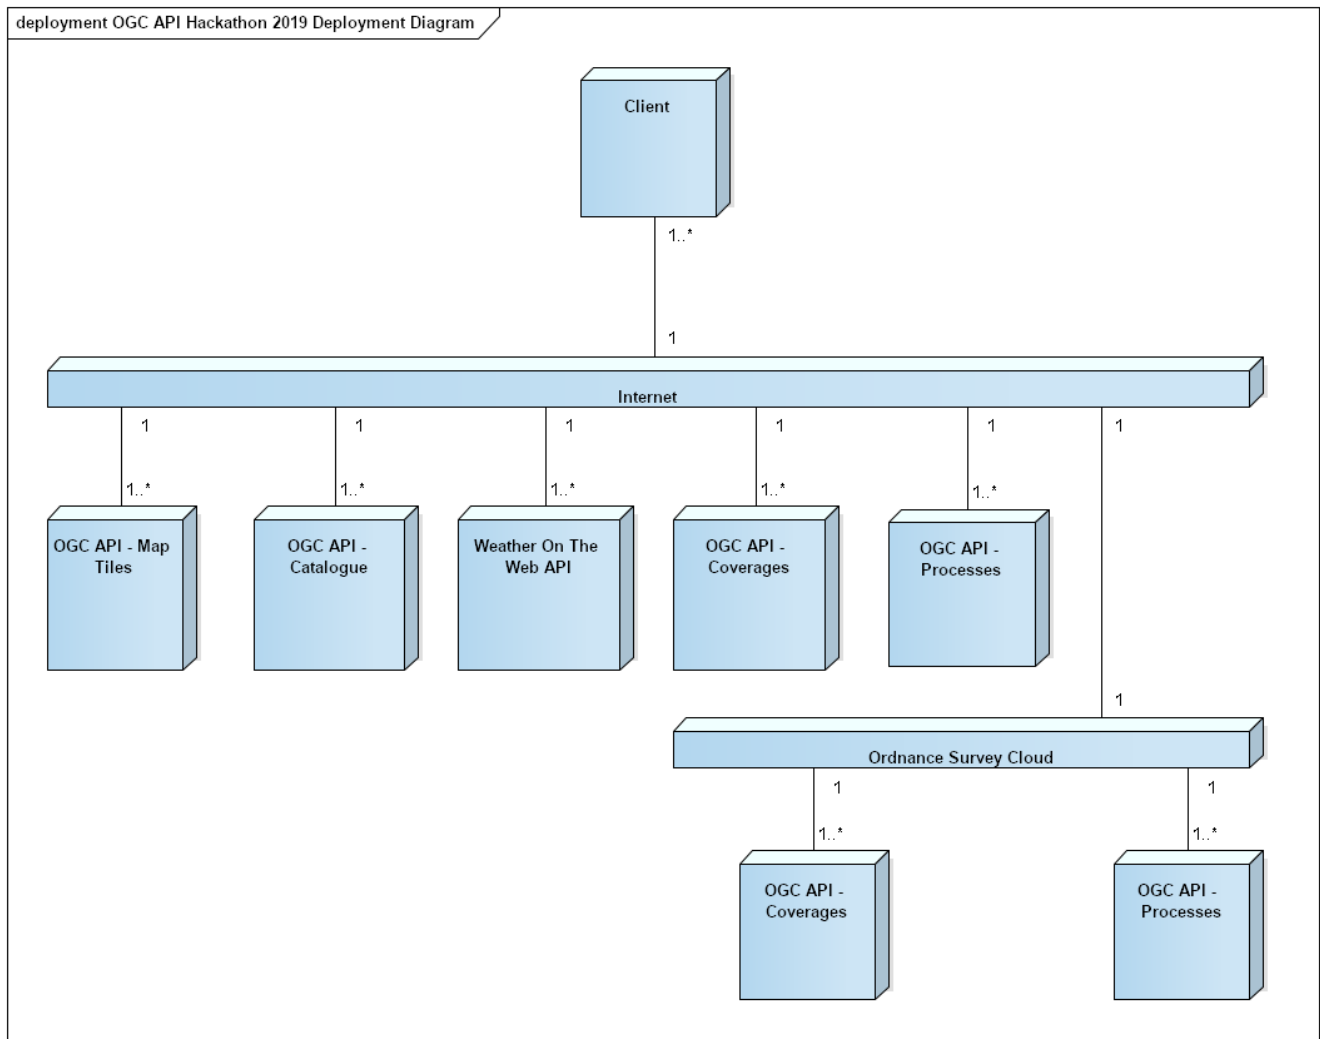 deployment OGC API Hackathon 2019 Deployment Diagram
Client
1..*
1
Internet
1
1
1
1
1
1
1..*
1..*
1..*
1..*
1..*
OGC API - Map
Tiles
OGC API -
Catalogue
Weather On The
Web API
OGC API -
Coverages
OGC API -
Processes
1
Ordnance Survey Cloud
1
1
1..*
1..*
OGC API -
Coverages
OGC API -
Processes